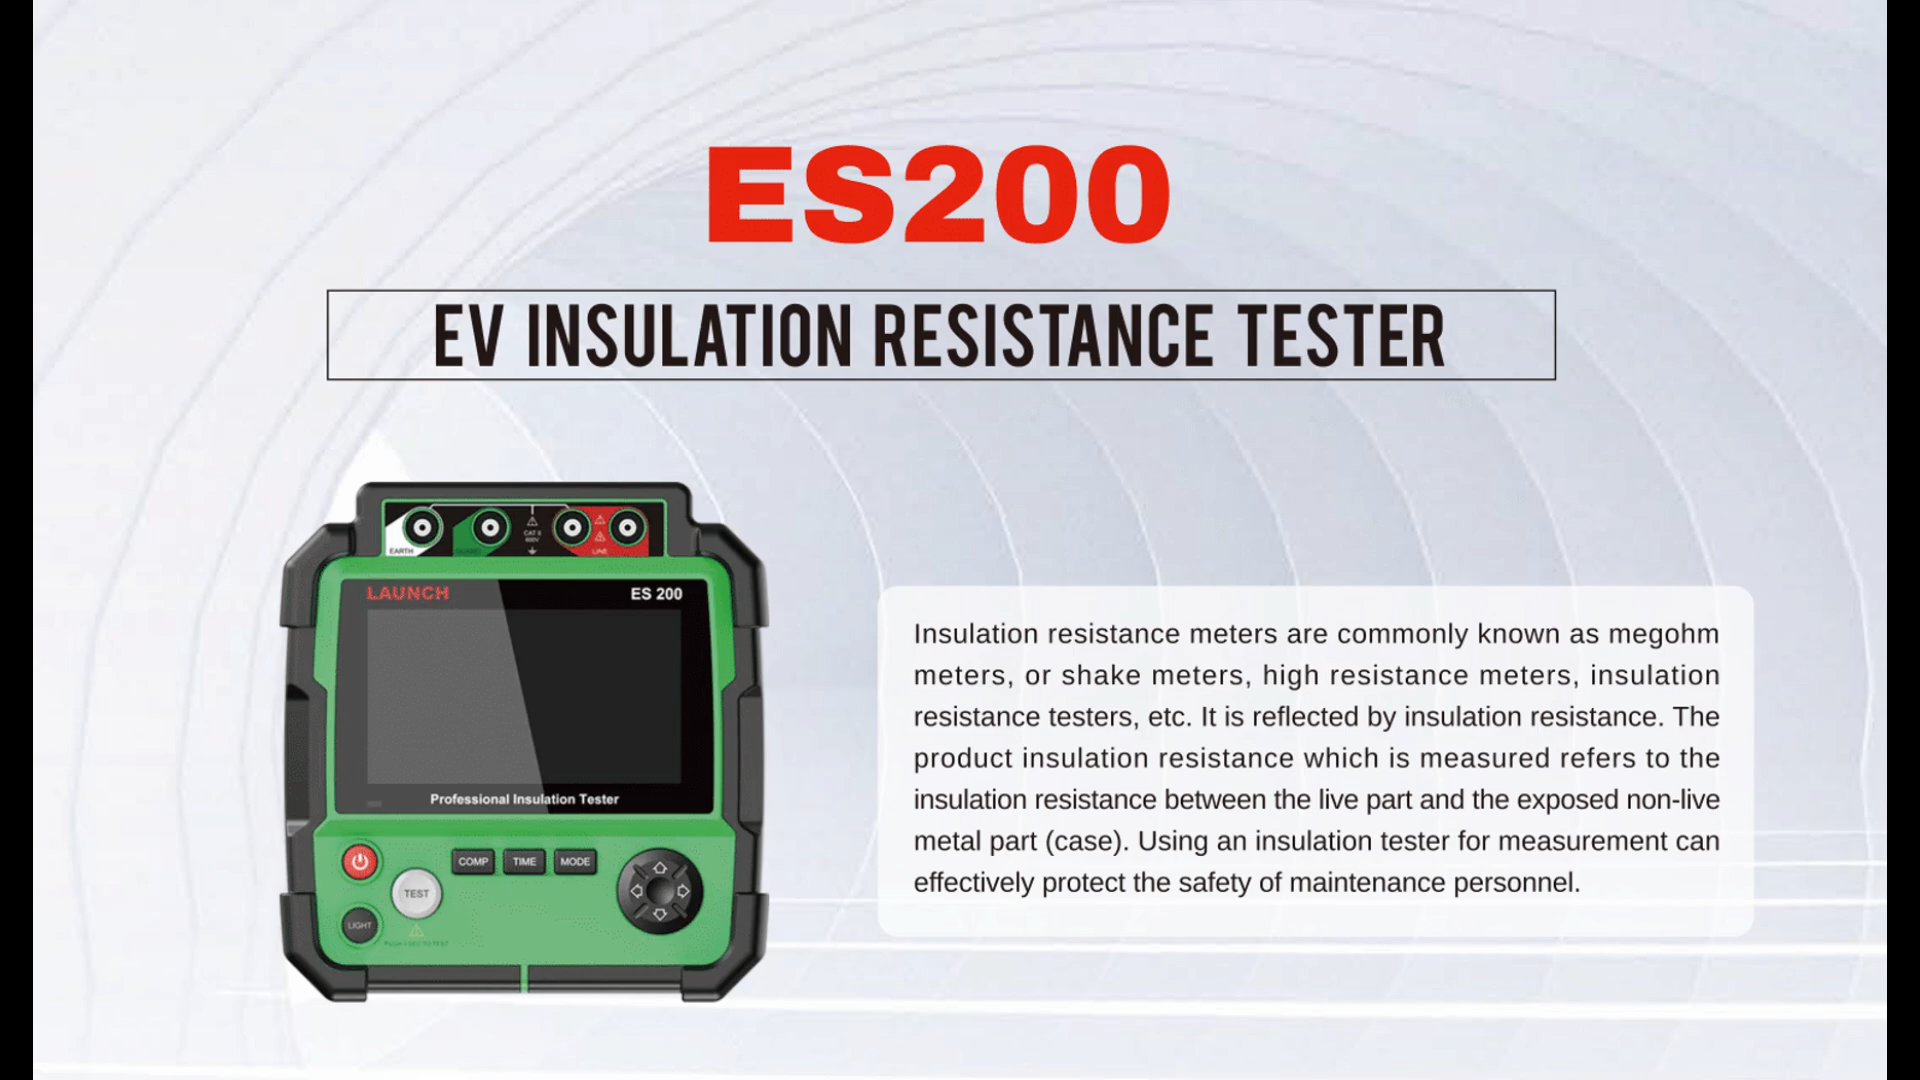 ES200
EV INSULATION RESISTANCE TESTER
EARTH
GUARD
CAT II
600V
LINE
LAUNCH
ES 200
Professional Insulation Tester
COMP
TIME
MODE
TEST
LIGHT
Insulation resistance meters are commonly known as megohm
meters, or shake meters, high resistance meters, insulation
resistance testers, etc. It is reflected by insulation resistance. The
product insulation resistance which is measured refers to the
insulation resistance between the live part and the exposed non-live
metal part (case). Using an insulation tester for measurement can
effectively protect the safety of maintenance personnel.